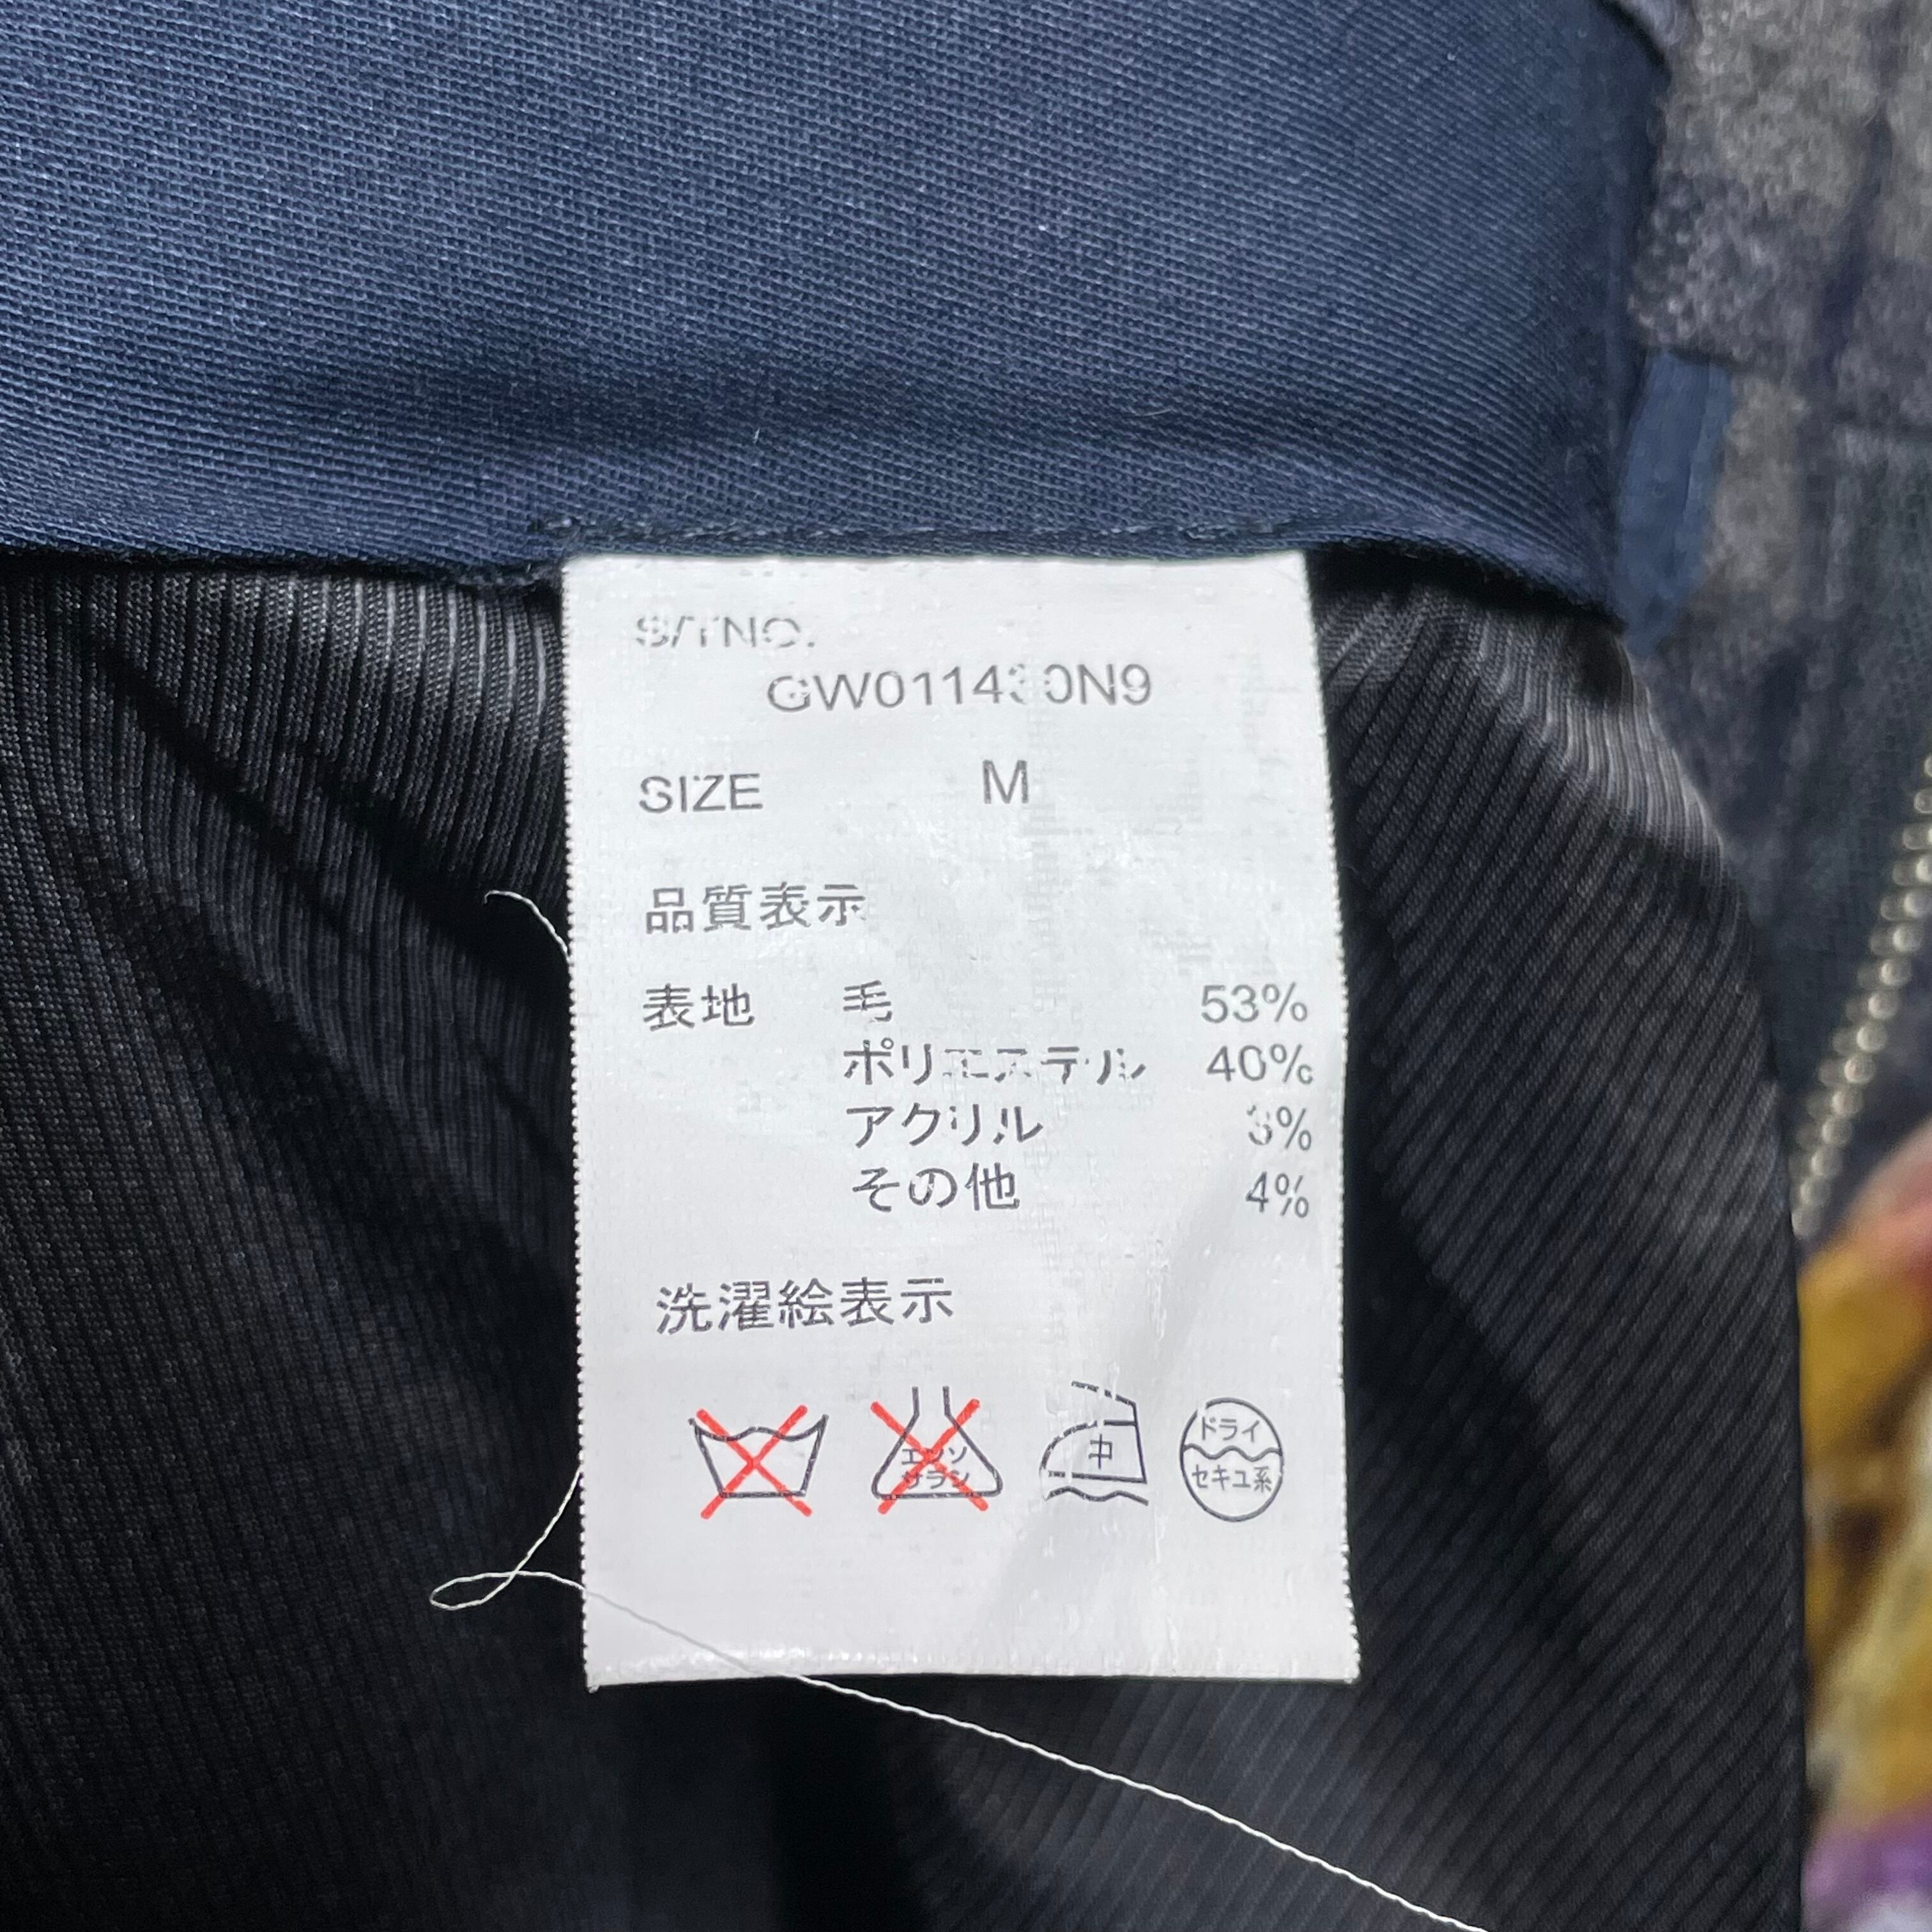 S/TNO.
SIZE M
品質表示
表地 毛 53%
ポリエステル 40%
アクリル 3%
その他 4%
洗濯絵表示
エンソ
サラシ
中
ドライ
セキユ系